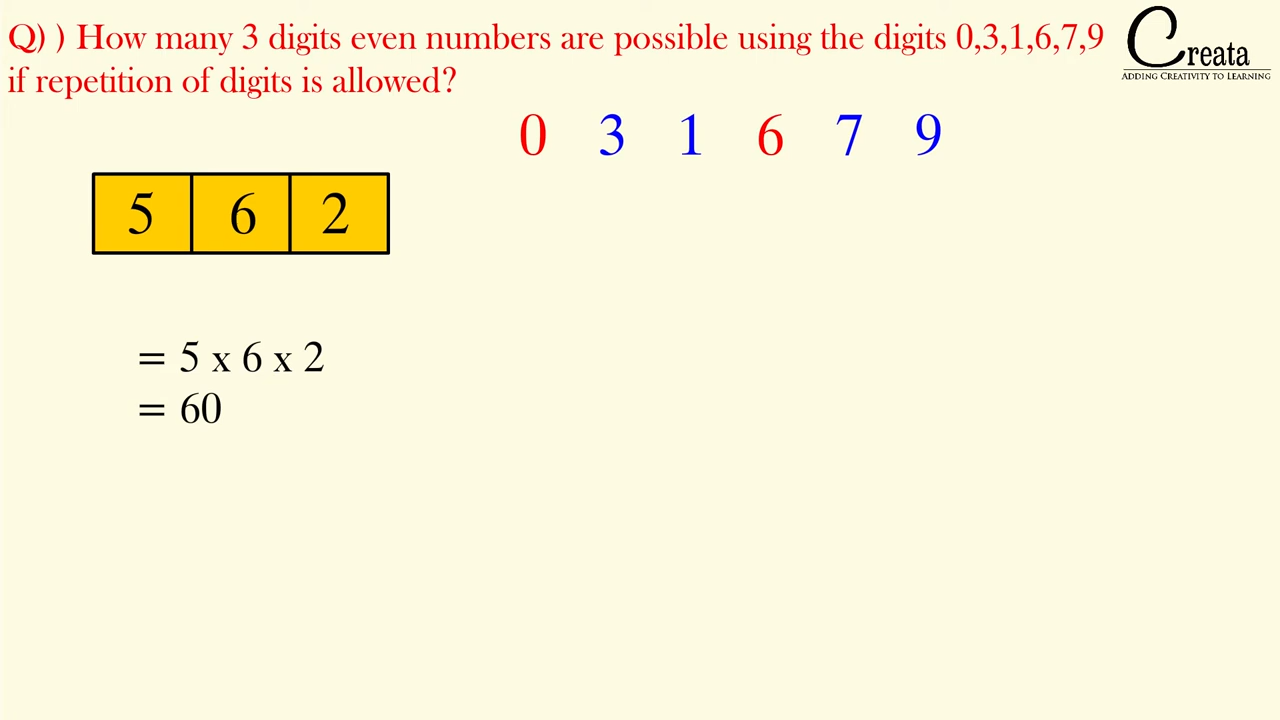 Q) ) How many 3 digits even numbers are possible using the digits 0,3,1,6,7,9
if repetition of digits is allowed?
Creata
ADDING CREATIVITY TO LEARNING
0 3 1 6 7 9
5 6 2
= 5 x 6 x 2
= 60